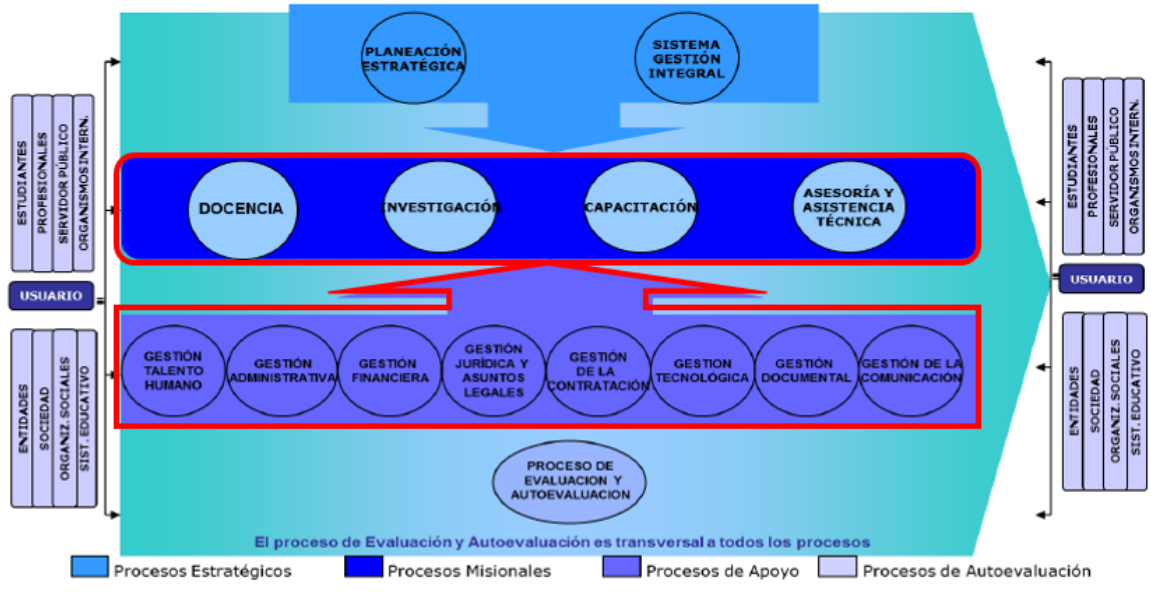 PLANEACIÓN
ESTRATÉGICA
SISTEMA
GESTIÓN
INTEGRAL
ESTUDIANTES
PROFESIONALES
SERVIDOR PÚBLICO
ORGANISMOS INTERN.
USUARIO
ENTIDADES
SOCIEDAD
ORGANIZ. SOCIALES
SIST. EDUCATIVO
DOCENCIA
INVESTIGACIÓN
CAPACITACIÓN
ASESORÍA Y
ASISTENCIA
TÉCNICA
GESTIÓN
TALENTO
HUMANO
GESTIÓN
ADMINISTRATIVA
GESTIÓN
FINANCIERA
GESTIÓN
JURÍDICA Y
ASUNTOS
LEGALES
GESTIÓN
DE LA
CONTRATACIÓN
GESTION
TECNOLÓGICA
GESTIÓN
DOCUMENTAL
GESTIÓN DE LA
COMUNICACIÓN
ESTUDIANTES
PROFESIONALES
SERVIDOR PÚBLICO
ORGANISMOS INTERN.
USUARIO
ENTIDADES
SOCIEDAD
ORGANIZ. SOCIALES
SIST. EDUCATIVO
PROCESO DE
EVALUACION Y
AUTOEVALUACION
El proceso de Evaluación y Autoevaluación es transversal a todos los procesos
Procesos Estratégicos
Procesos Misionales
Procesos de Apoyo
Procesos de Autoevaluación